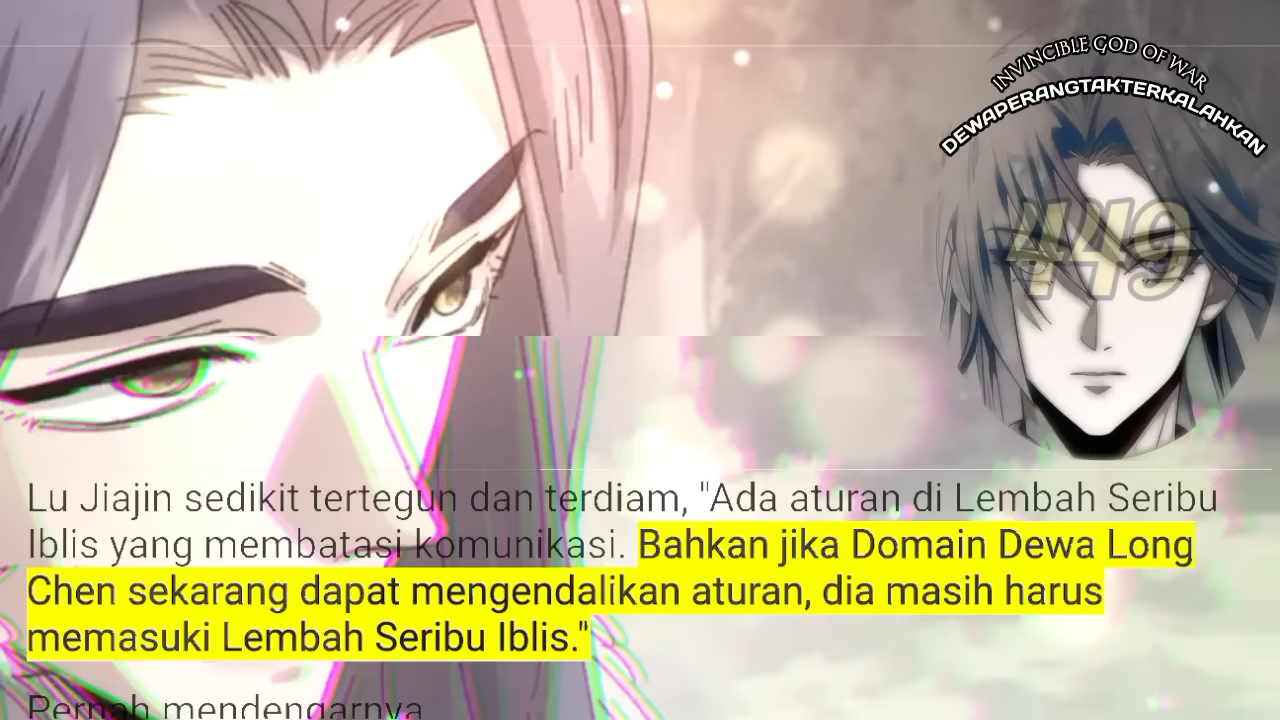 INVINCIBLE GOD OF WAR
DEWAPERANGTAKTERKALAHKAN
449
Lu Jiajin sedikit tertegun dan terdiam, "Ada aturan di Lembah Seribu
Iblis yang membatasi komunikasi. Bahkan jika Domain Dewa Long
Chen sekarang dapat mengendalikan aturan, dia masih harus
memasuki Lembah Seribu Iblis."
Pernah mendengarnya